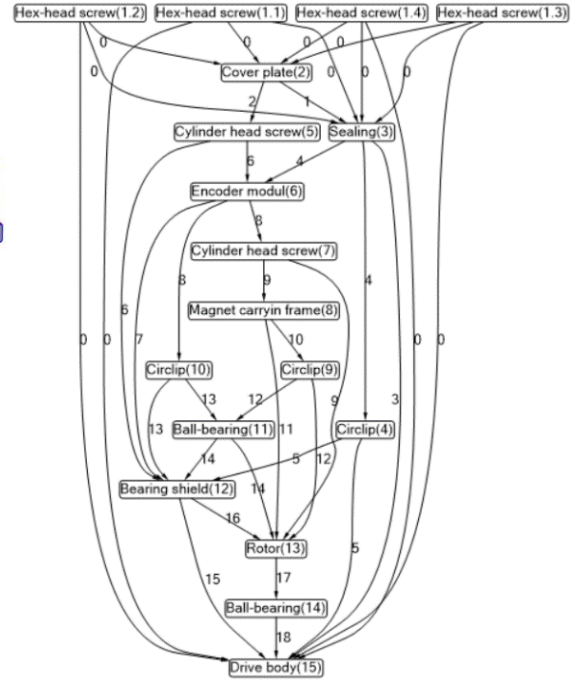 Hex-head screw(1.2) Hex-head screw(1.1) Hex-head screw(1.4) Hex-head screw(1.3)
0 0 0 0
Cover plate(2)
0 0 0 0
2 1
Cylinder head screw(5) Sealing(3)
6 4
Encoder modul(6)
8
Cylinder head screw(7)
8 9 4
Magnet carryin frame(8)
6 7
0 0 10 0 0
Circlip(10) Circlip(9)
13 12 9 3
13 Ball-bearing(11) 11 Circlip(4)
14 5 12
Bearing shield(12) 14
16
Rotor(13) 5
15 17
Ball-bearing(14)
18
Drive body(15)